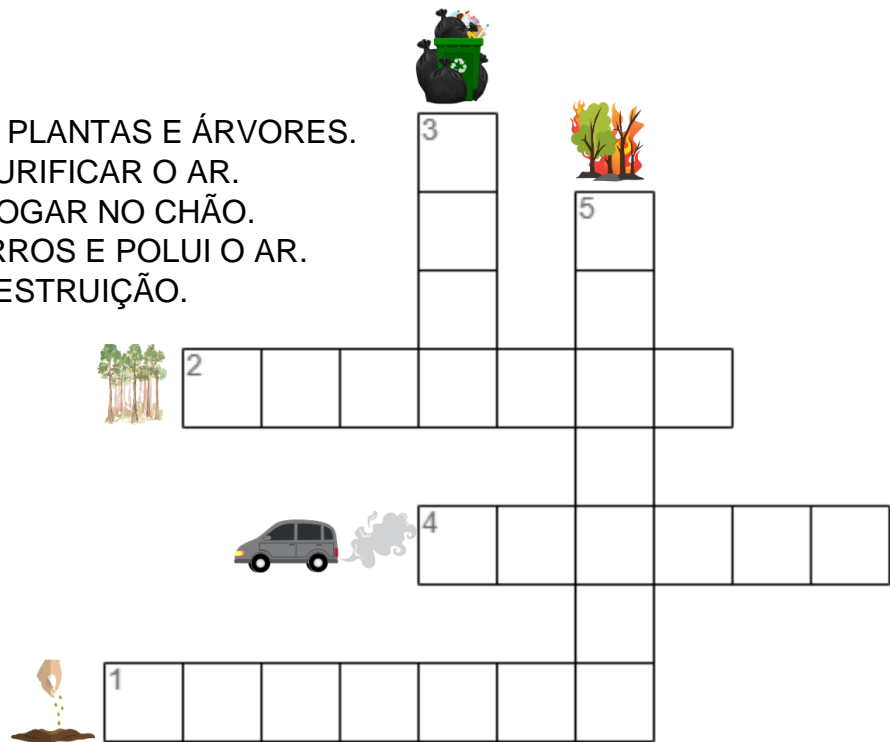 PLANTAS E ÁRVORES.
URIFICAR O AR.
OGAR NO CHÃO.
RROS E POLUI O AR.
ESTRUIÇÃO.
3
5
2
4
1